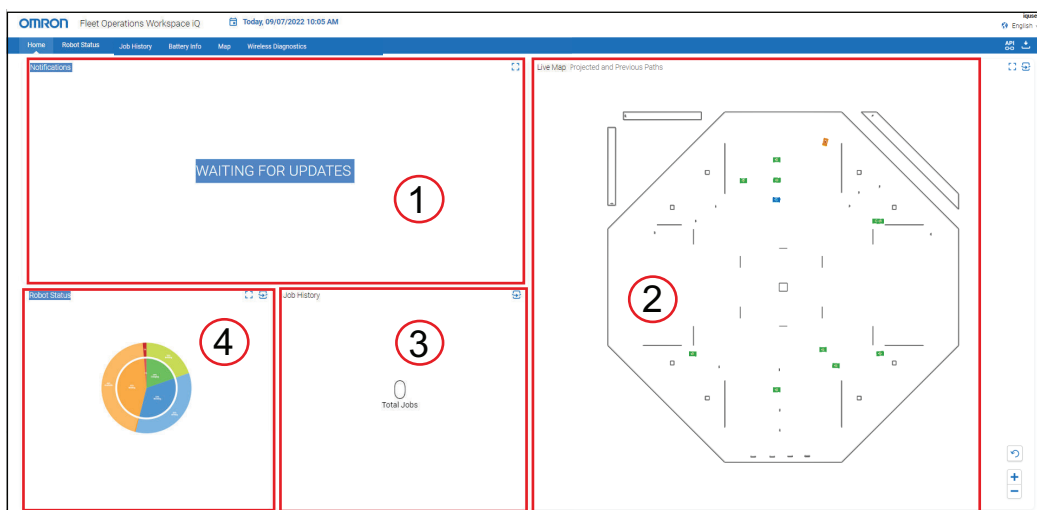 OMRON Fleet Operations Workspace iQ Today, 09/07/2022 10:05 AM
iquse
English
Home Robot Status Job History Battery Info Map Wireless Diagnostics API
Notifications
WAITING FOR UPDATES
1
Live Map Projected and Previous Paths
2
Robot Status
4
Job History
3
0
Total Jobs
+
−